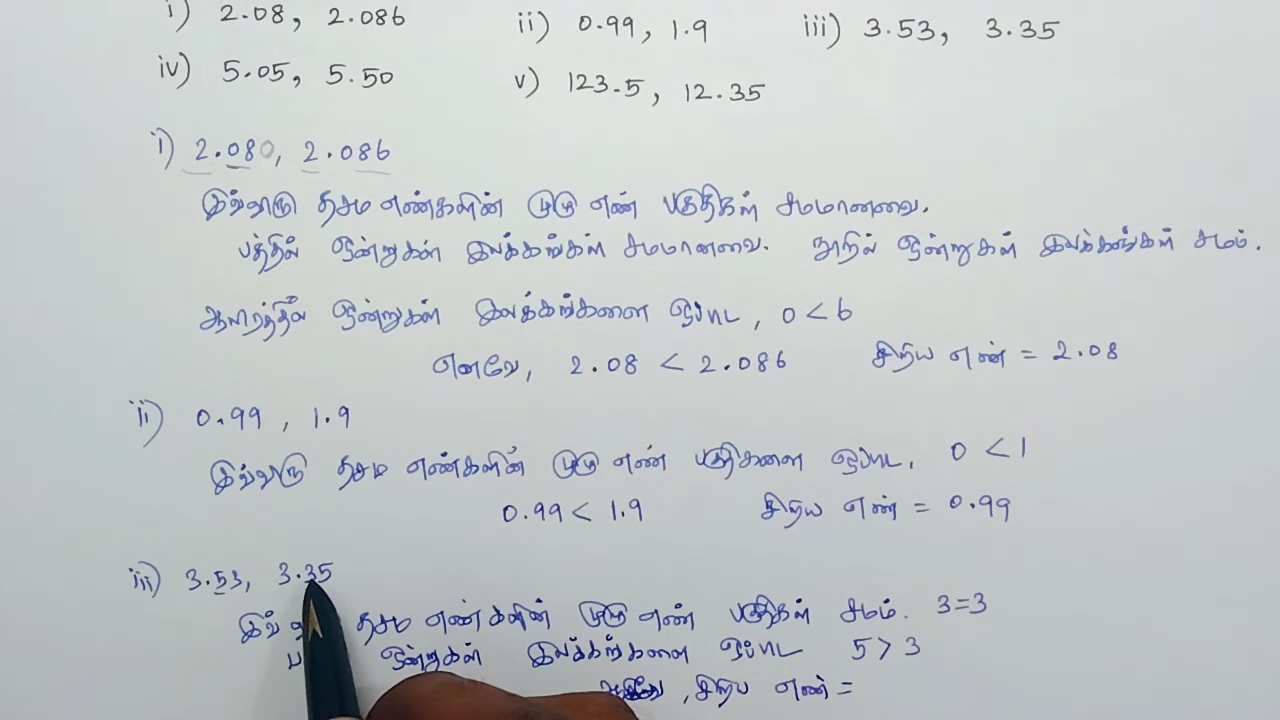 i) 2.08, 2.086 ii) 0.99, 1.9 iii) 3.53, 3.35
iv) 5.05, 5.50 v) 123.5, 12.35
i) 2.080, 2.086
இவ்விரு தசம எண்களின் முழு எண் பகுதிகள் சமமானவை.
பத்தில் ஒன்றுகள் இலக்கங்கள் சமமானவை. நூறில் ஒன்றுகள் இலக்கங்கள் சமம்.
ஆயிரத்தில் ஒன்றுகள் இலக்கங்களை ஒப்பிட, 0 < 6
எனவே, 2.08 < 2.086 சிறிய எண் = 2.08
ii) 0.99, 1.9
இவ்விரு தசம எண்களின் முழு எண் பகுதிகளை ஒப்பிட, 0 < 1
0.99 < 1.9 சிறிய எண் = 0.99
iii) 3.53, 3.35
தசம எண்களின் முழு எண் பகுதிகள் சமம். 3=3
ஒன்றுகள் இலக்கங்களை ஒப்பிட 5 > 3
, சிறிய எண் =